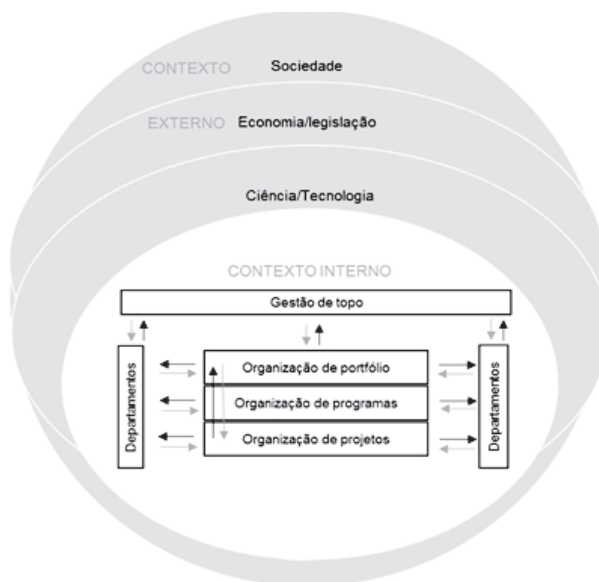 CONTEXTO Sociedade
EXTERNO Economia/legislação
Ciência/Tecnologia
CONTEXTO INTERNO
Gestão de topo
Departamentos
Organização de portfólio
Organização de programas
Organização de projetos
Departamentos